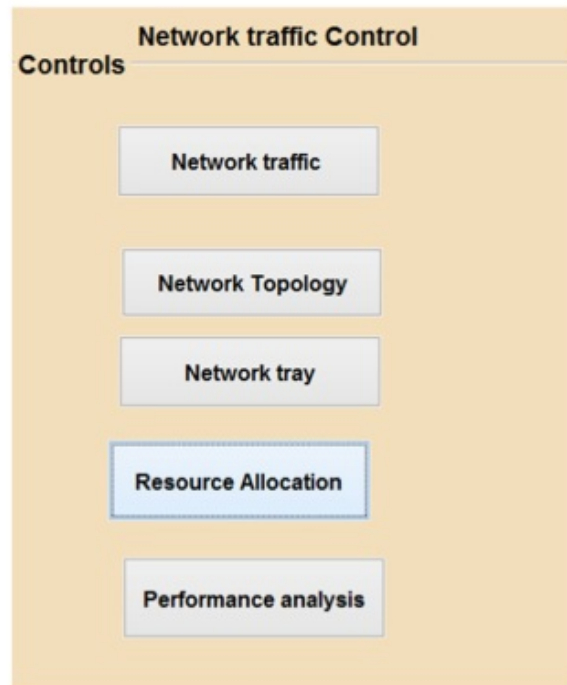 Network traffic Control
Controls
Network traffic
Network Topology
Network tray
Resource Allocation
Performance analysis